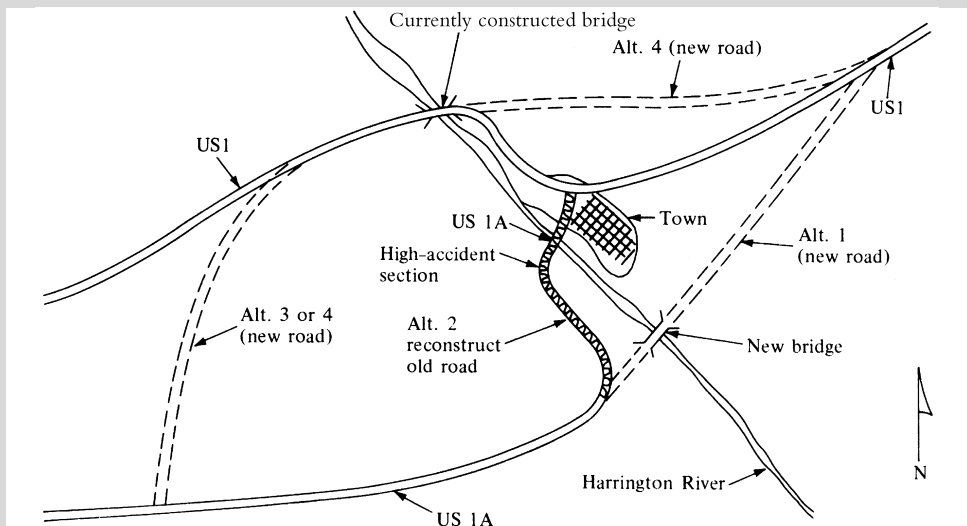 Currently constructed bridge
Alt. 4 (new road)
US1
US1
US 1A
Town
High-accident
section
Alt. 1
(new road)
Alt. 3 or 4
(new road)
Alt. 2
reconstruct
old road
New bridge
Harrington River
N
US 1A